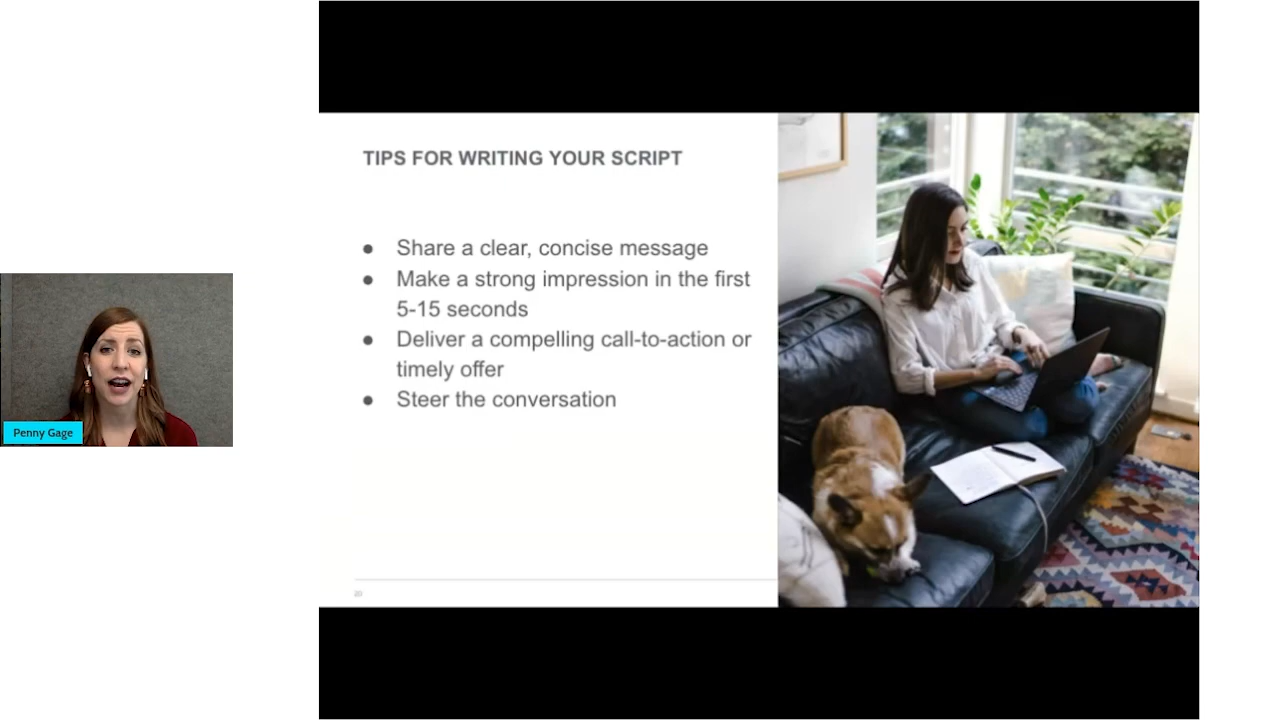 TIPS FOR WRITING YOUR SCRIPT
● Share a clear, concise message
● Make a strong impression in the first
5-15 seconds
● Deliver a compelling call-to-action or
timely offer
● Steer the conversation
Penny Gage